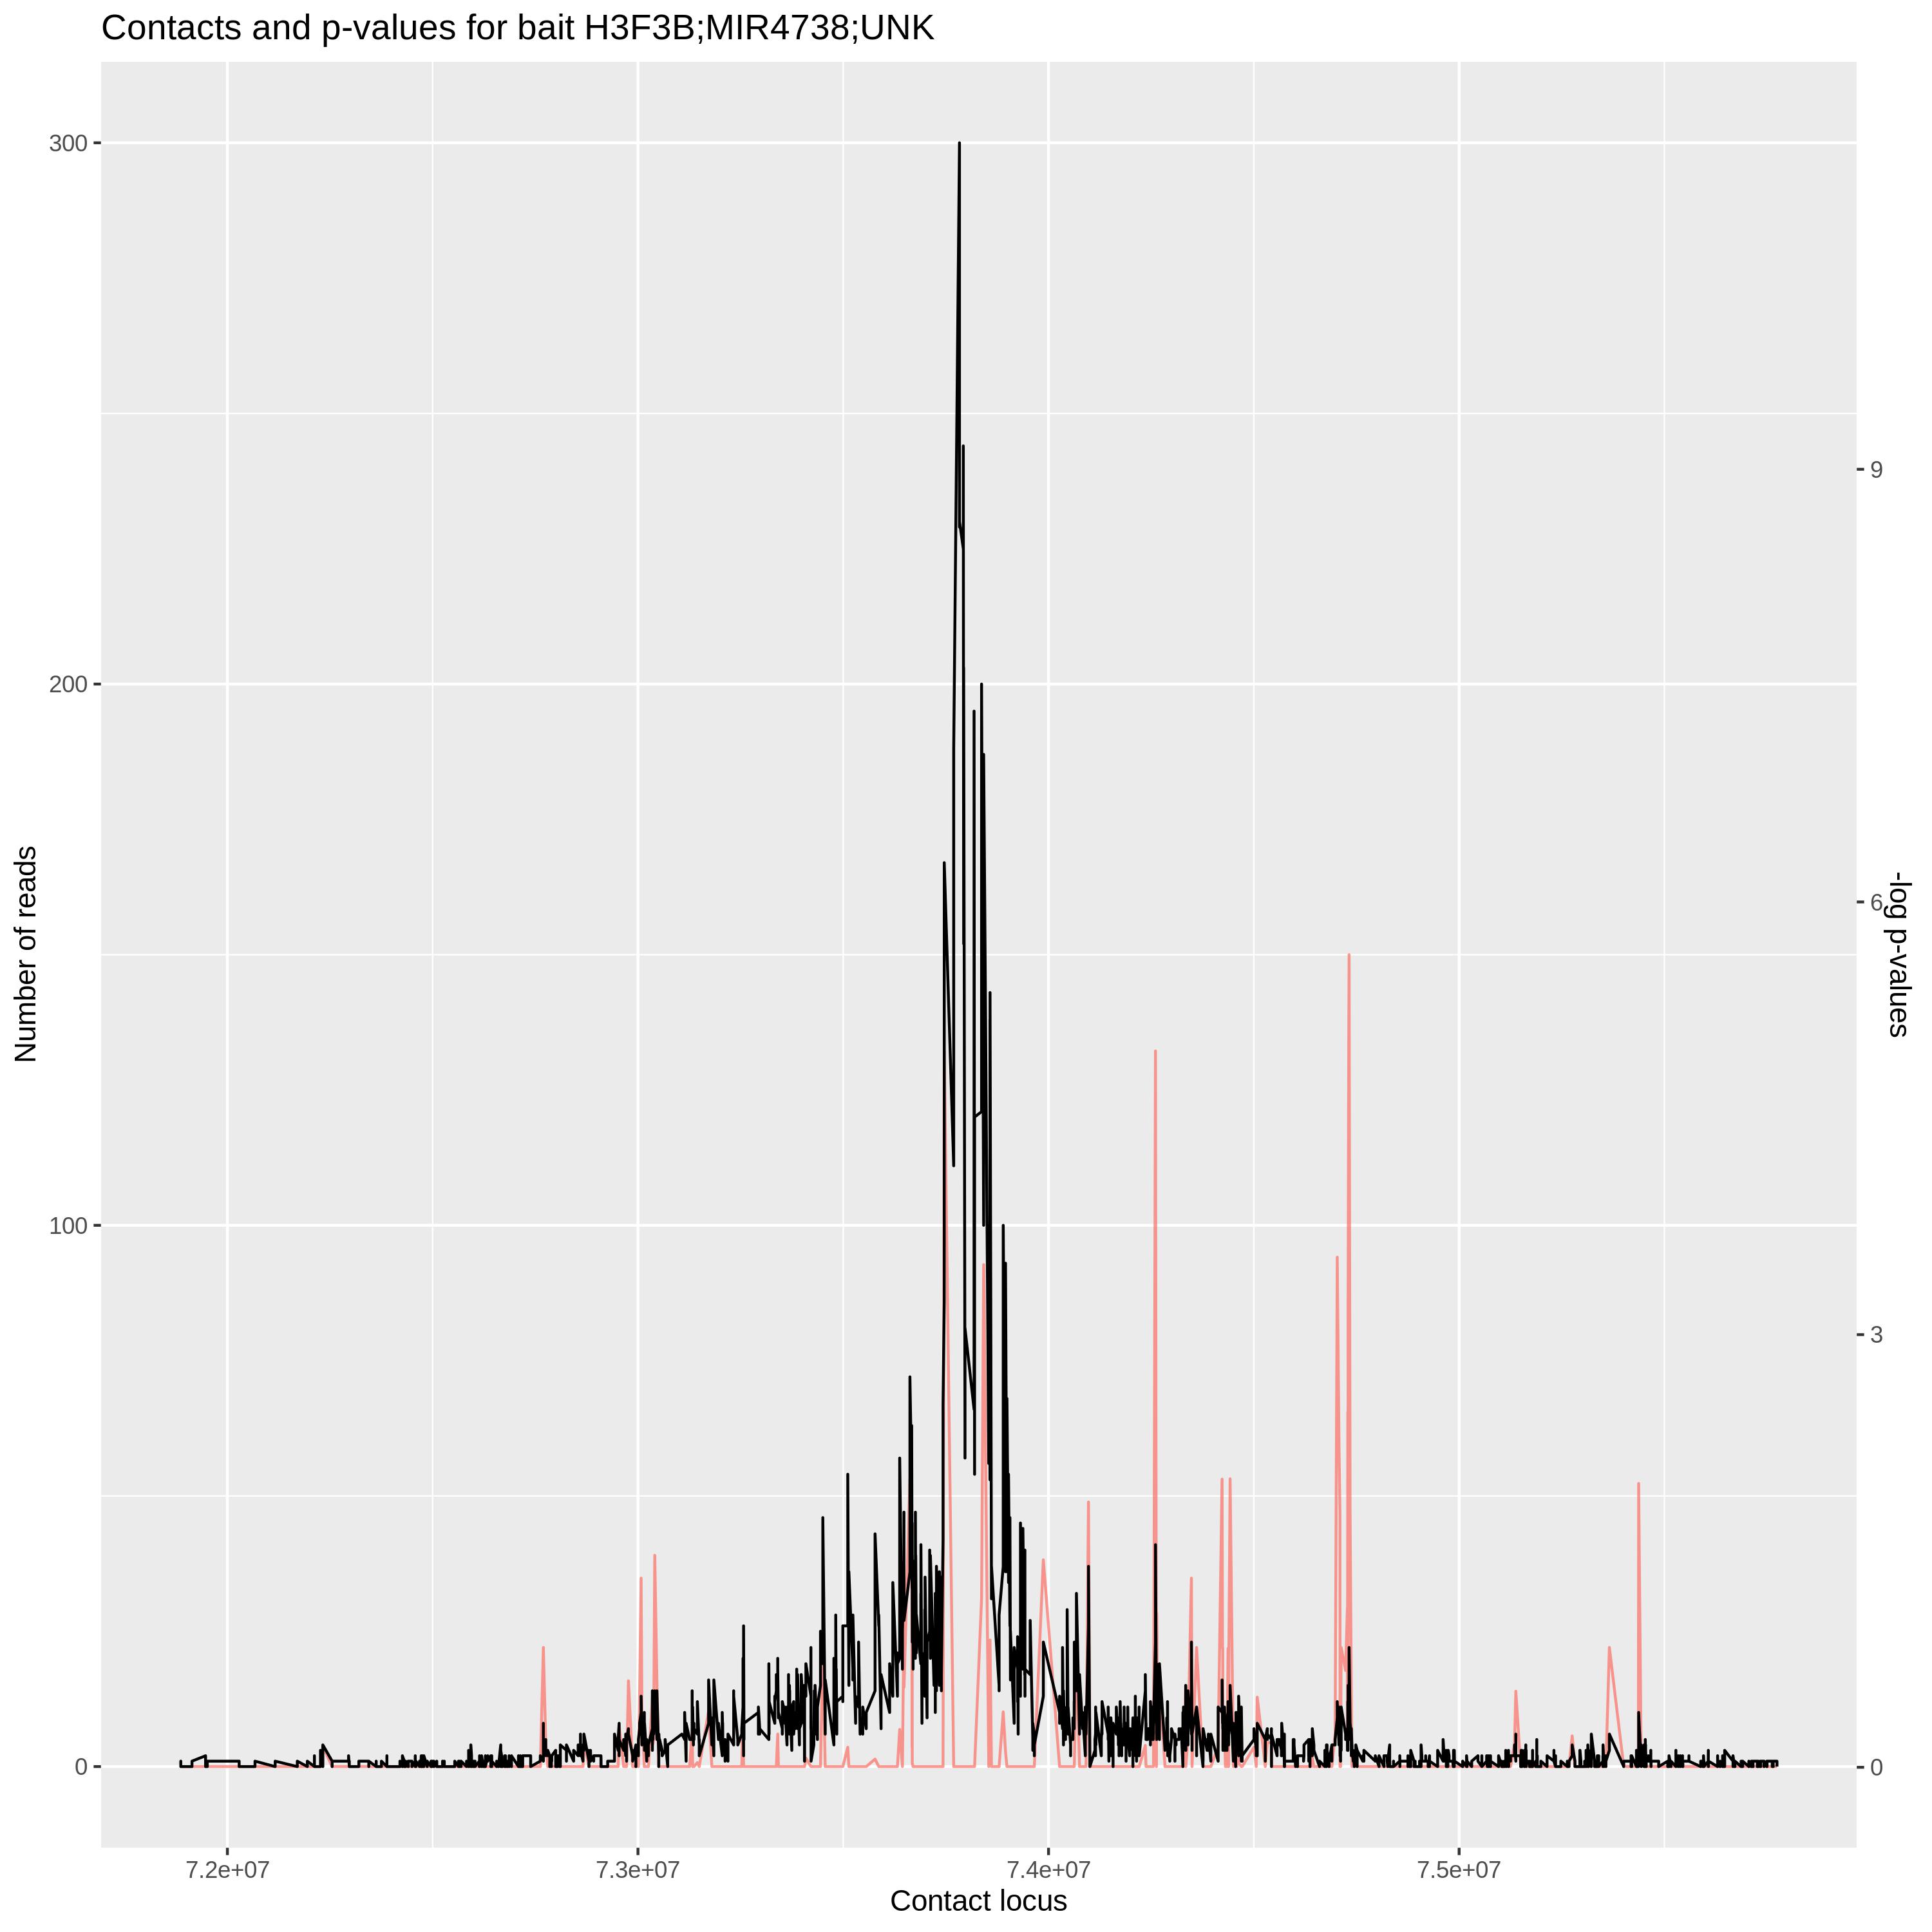 Contacts and p-values for bait H3F3B;MIR4738;UNK
300
200
100
0
Number of reads
9
6
3
0
-log p-values
7.2e+07
7.3e+07
7.4e+07
7.5e+07
Contact locus